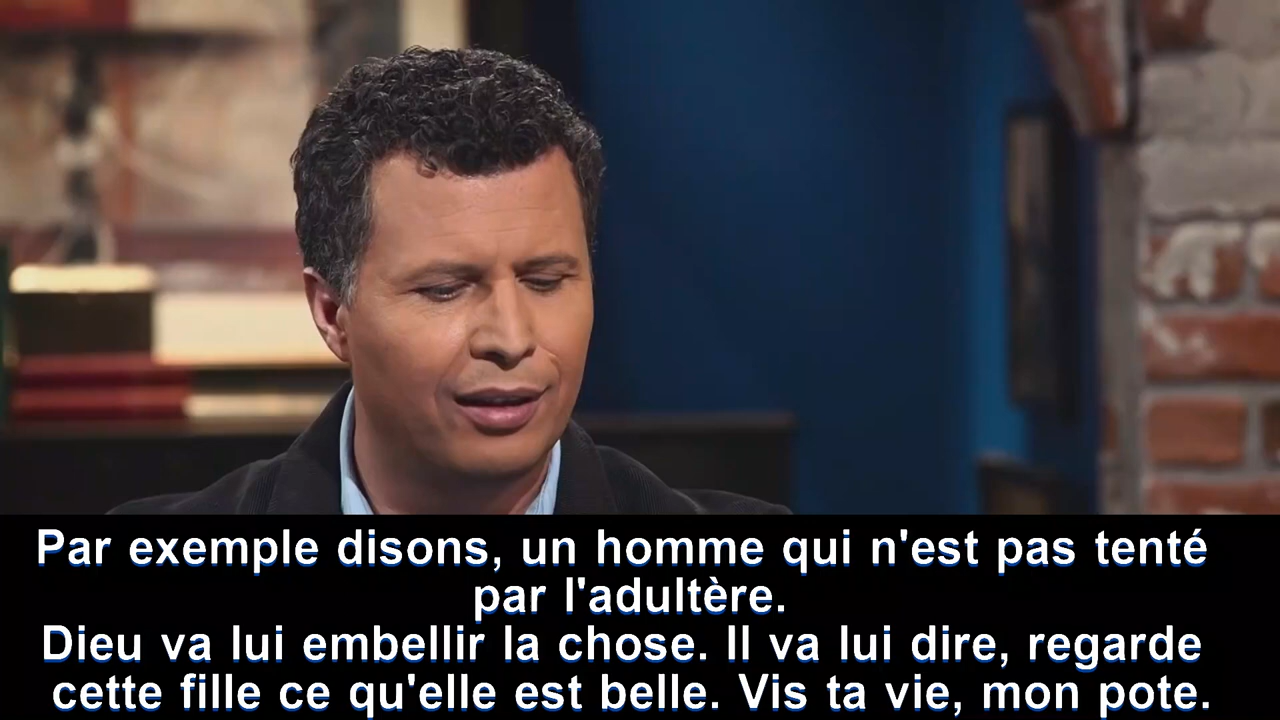 Par exemple disons, un homme qui n'est pas tenté
par l'adultère.
Dieu va lui embellir la chose. Il va lui dire, regarde
cette fille ce qu'elle est belle. Vis ta vie, mon pote.